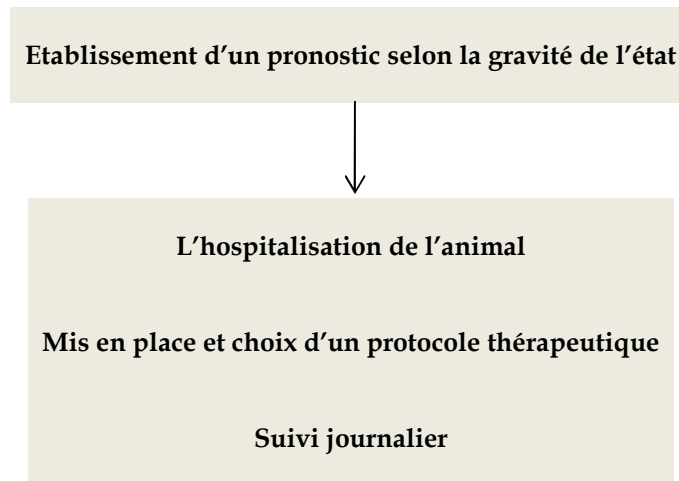 Etablissement d’un pronostic selon la gravité de l’état
L’hospitalisation de l’animal
Mis en place et choix d’un protocole thérapeutique
Suivi journalier